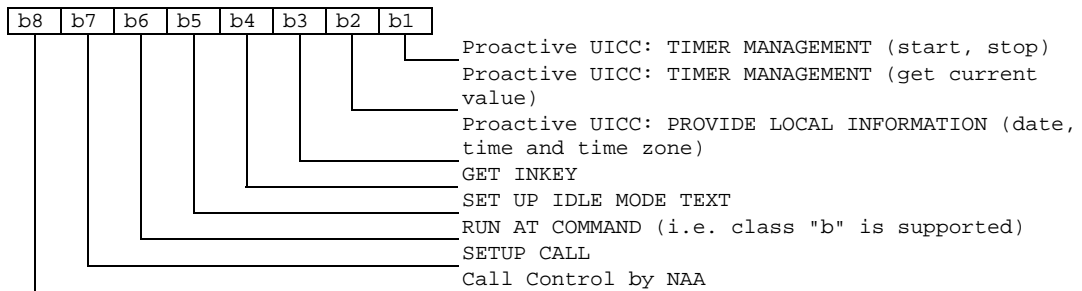 b8 b7 b6 b5 b4 b3 b2 b1
Proactive UICC: TIMER MANAGEMENT (start, stop)
Proactive UICC: TIMER MANAGEMENT (get current
value)
Proactive UICC: PROVIDE LOCAL INFORMATION (date,
time and time zone)
GET INKEY
SET UP IDLE MODE TEXT
RUN AT COMMAND (i.e. class "b" is supported)
SETUP CALL
Call Control by NAA